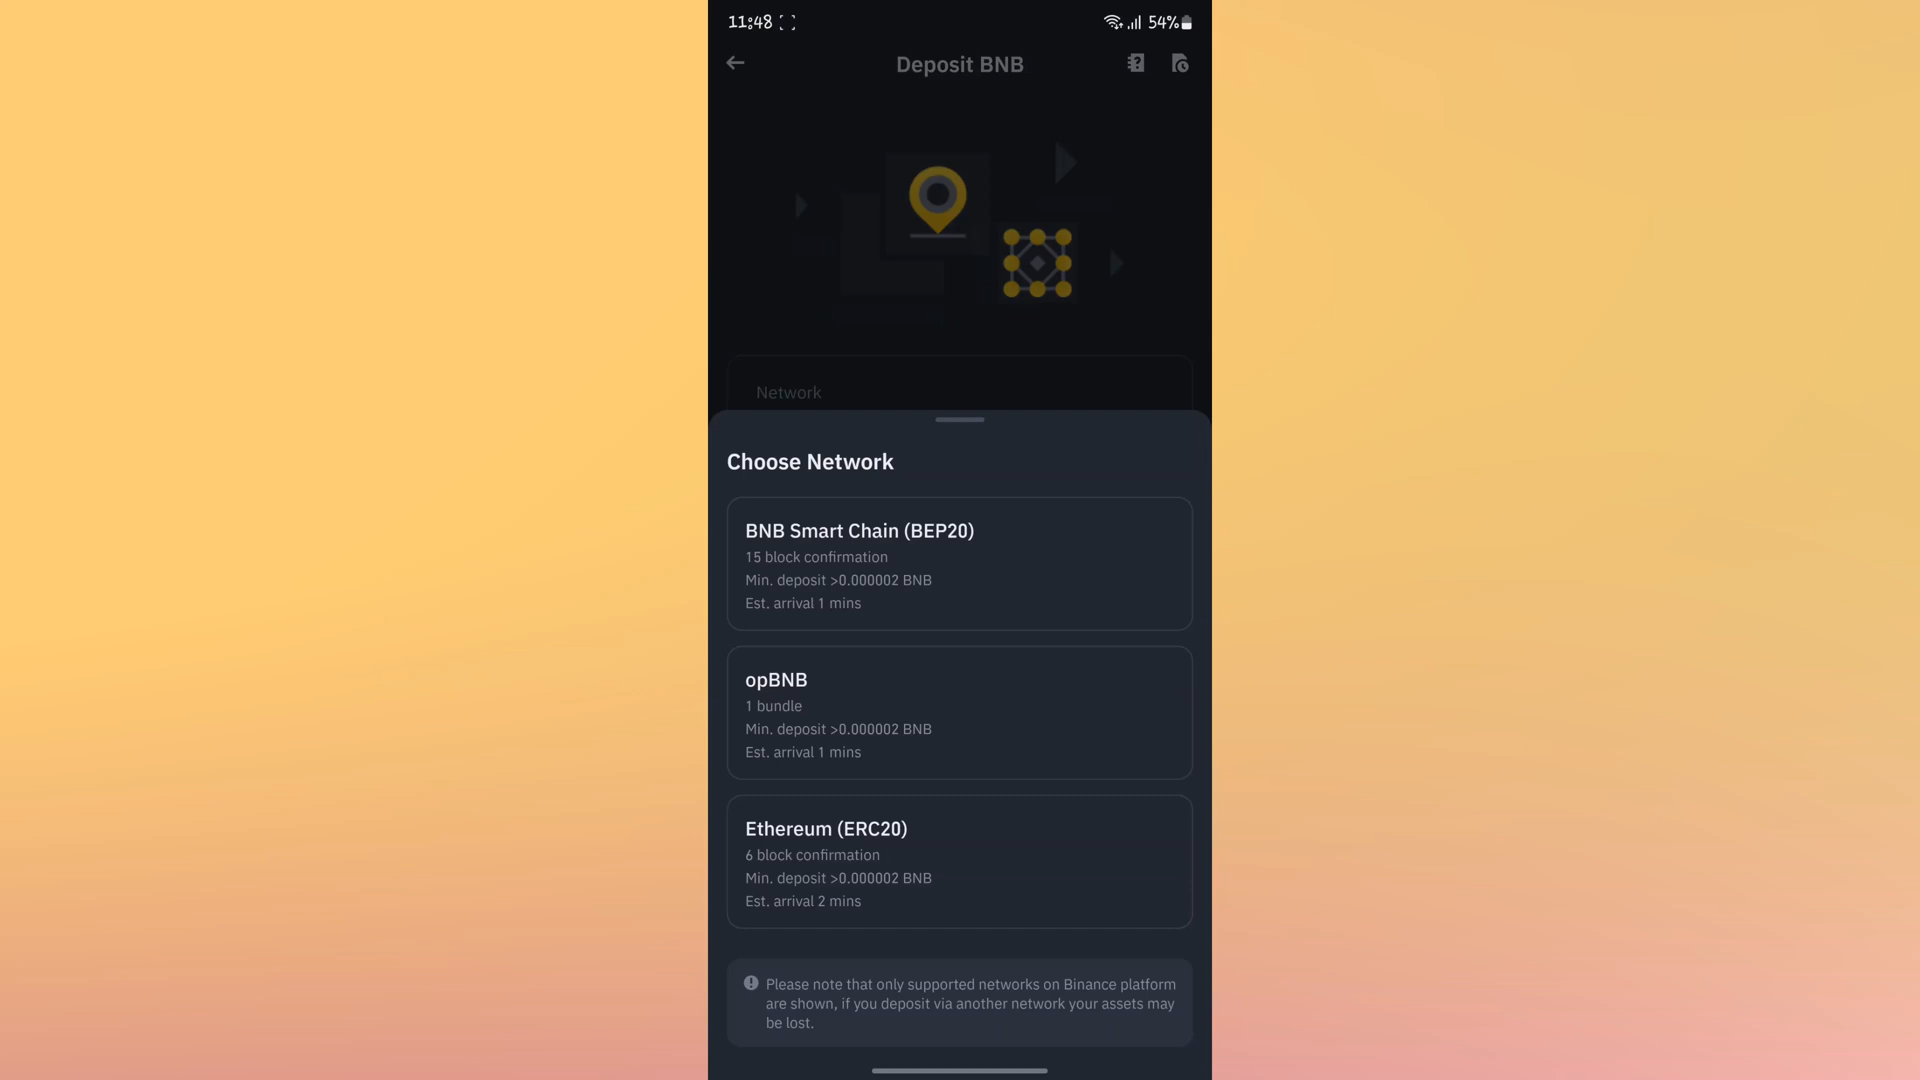 11:48
54%
Deposit BNB
Network
Choose Network
BNB Smart Chain (BEP20)
15 block confirmation
Min. deposit >0.000002 BNB
Est. arrival 1 mins
opBNB
1 bundle
Min. deposit >0.000002 BNB
Est. arrival 1 mins
Ethereum (ERC20)
6 block confirmation
Min. deposit >0.000002 BNB
Est. arrival 2 mins
Please note that only supported networks on Binance platform
are shown, if you deposit via another network your assets may
be lost.